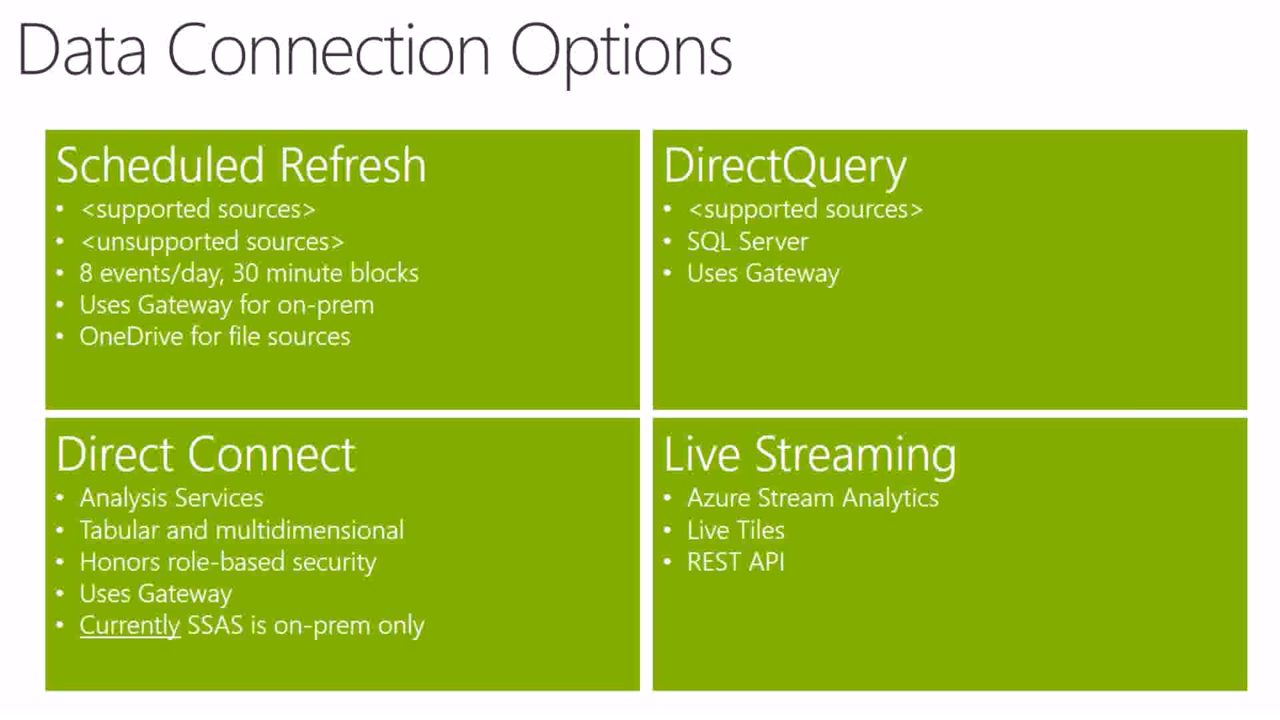 Data Connection Options
Scheduled Refresh
• <supported sources>
• <unsupported sources>
• 8 events/day, 30 minute blocks
• Uses Gateway for on-prem
• OneDrive for file sources
DirectQuery
• <supported sources>
• SQL Server
• Uses Gateway
Direct Connect
• Analysis Services
• Tabular and multidimensional
• Honors role-based security
• Uses Gateway
• Currently SSAS is on-prem only
Live Streaming
• Azure Stream Analytics
• Live Tiles
• REST API